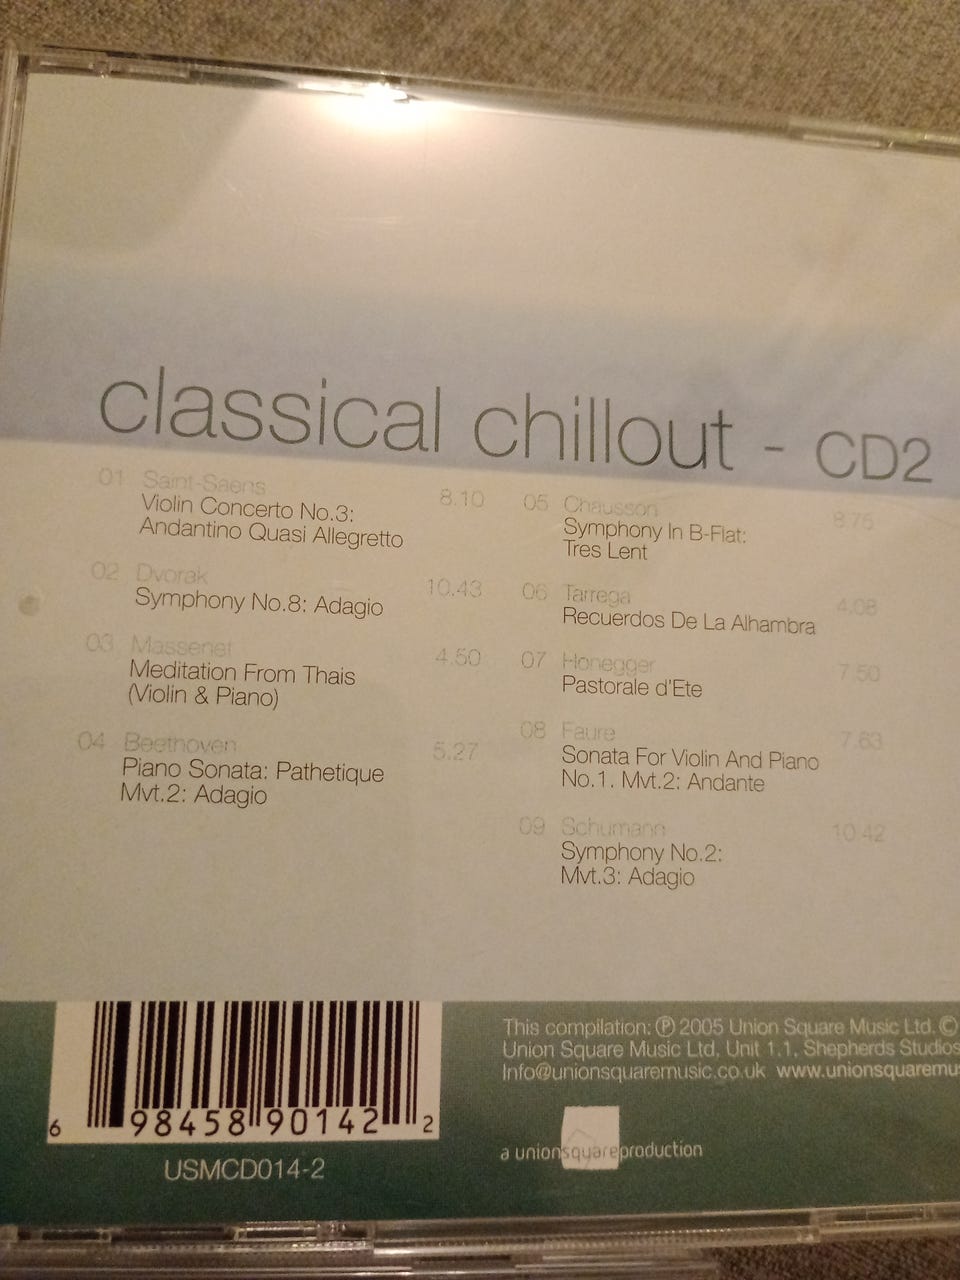 classical chillout - CD2
01 Saint-Saens 8.10
Violin Concerto No.3:
Andantino Quasi Allegretto
02 Dvorak 10.43
Symphony No.8: Adagio
03 Massenet 4.50
Meditation From Thais
(Violin & Piano)
04 Beethoven 5.27
Piano Sonata: Pathetique
Mvt.2: Adagio
05 Chausson 8.75
Symphony In B-Flat:
Tres Lent
06 Tarrega 4.08
Recuerdos De La Alhambra
07 Honegger 7.50
Pastorale d'Ete
08 Faure 7.63
Sonata For Violin And Piano
No.1. Mvt.2: Andante
09 Schumann 10.42
Symphony No.2:
Mvt.3: Adagio
This compilation: ℗ 2005 Union Square Music Ltd. ©
Union Square Music Ltd, Unit 1.1, Shepherds Studios
Info@unionsquaremusic.co.uk www.unionsquaremu
6 98458 90142 2
USMCD014-2
a unionsquareproduction